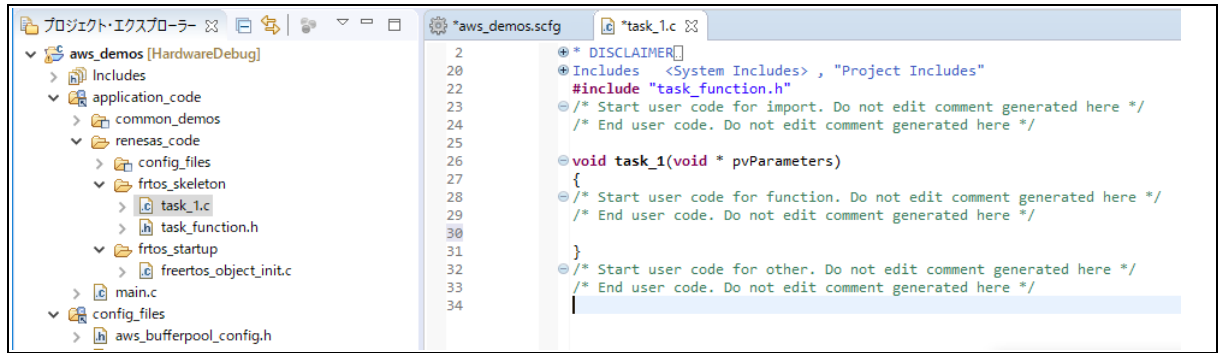 プロジェクト・エクスプローラー
aws_demos [HardwareDebug]
Includes
application_code
common_demos
renesas_code
config_files
frtos_skeleton
task_1.c
task_function.h
frtos_startup
freertos_object_init.c
main.c
config_files
aws_bufferpool_config.h
*aws_demos.scfg
*task_1.c
2 * DISCLAIMER
20 Includes <System Includes> , "Project Includes"
22 #include "task_function.h"
23 /* Start user code for import. Do not edit comment generated here */
24 /* End user code. Do not edit comment generated here */
25
26 void task_1(void * pvParameters)
27 {
28 /* Start user code for function. Do not edit comment generated here */
29 /* End user code. Do not edit comment generated here */
30
31 }
32 /* Start user code for other. Do not edit comment generated here */
33 /* End user code. Do not edit comment generated here */
34